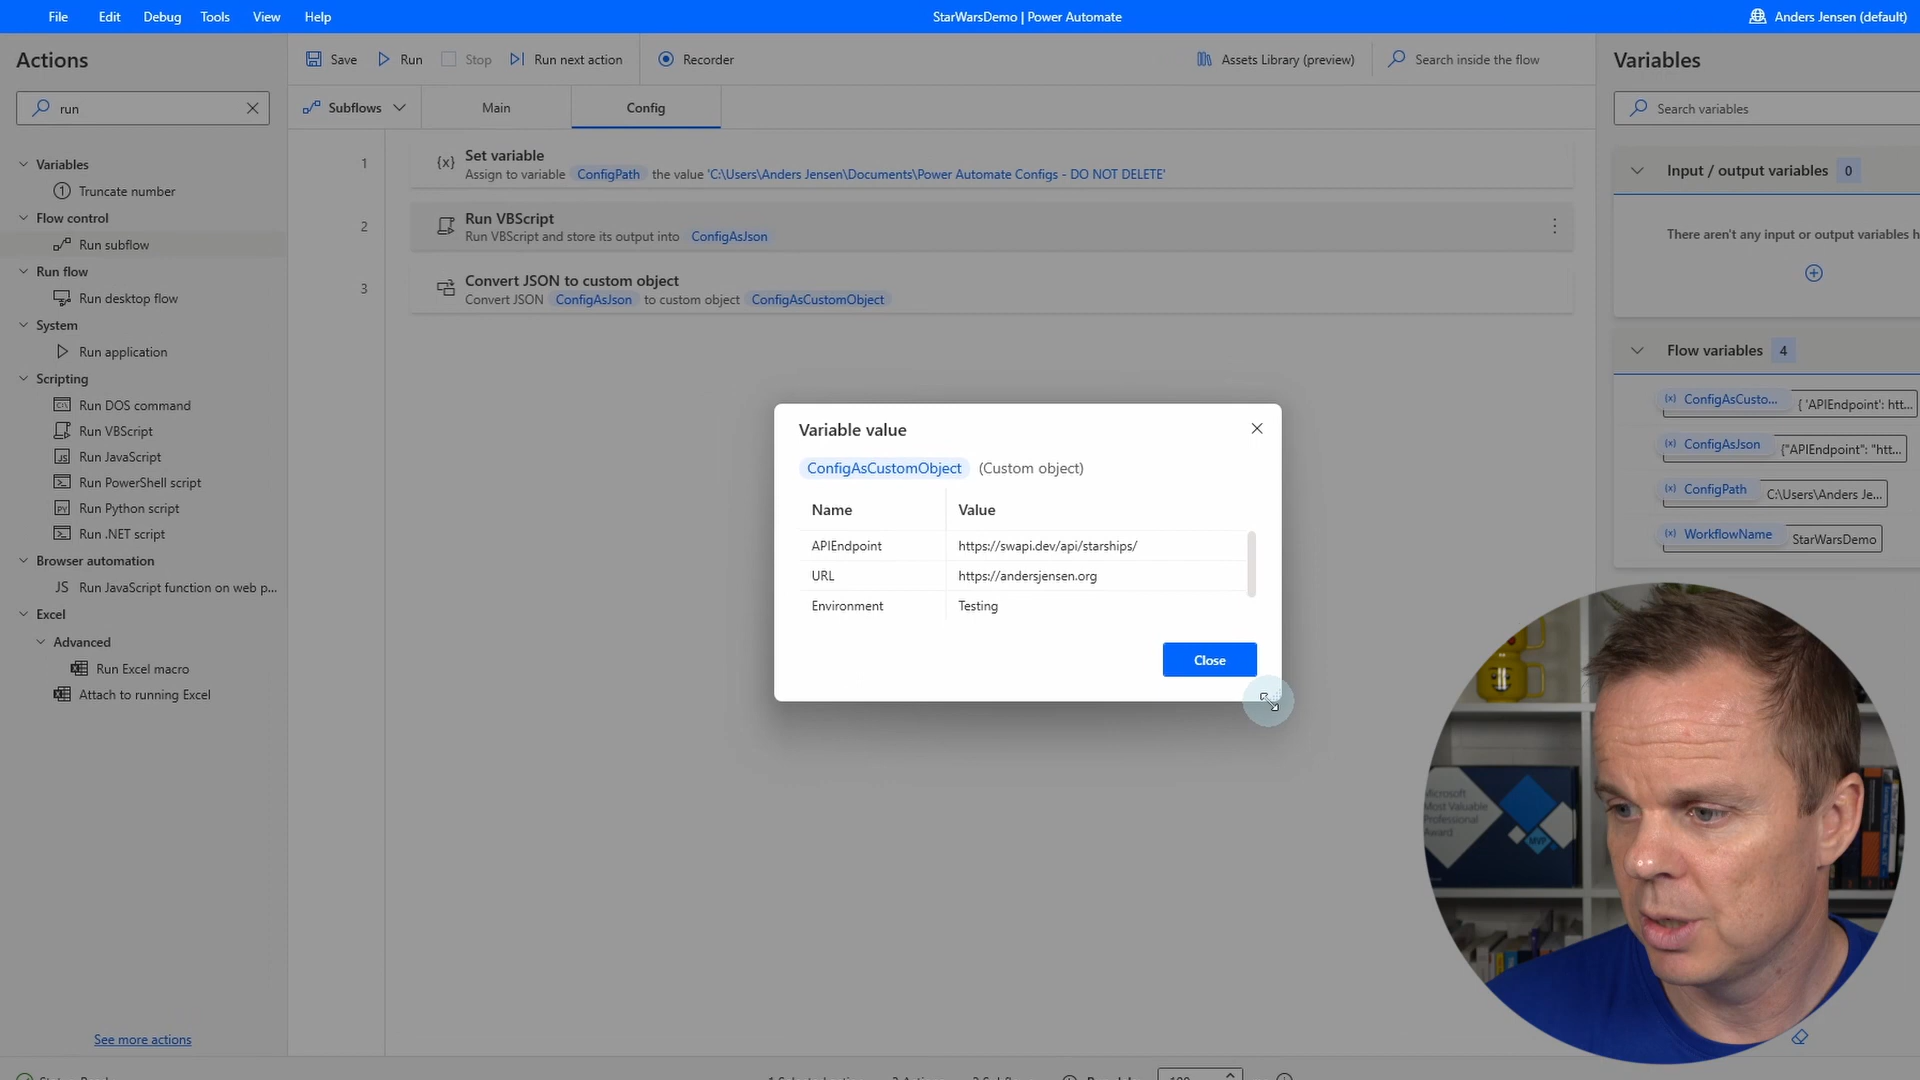 File Edit Debug Tools View Help
StarWarsDemo | Power Automate
Anders Jensen (default)
Actions
run
Variables
Truncate number
Flow control
Run subflow
Run flow
Run desktop flow
System
Run application
Scripting
Run DOS command
Run VBScript
Run JavaScript
Run PowerShell script
Run Python script
Run .NET script
Browser automation
JS Run JavaScript function on web p...
Excel
Advanced
Run Excel macro
Attach to running Excel
See more actions
Save Run Stop Run next action Recorder
Assets Library (preview) Search inside the flow
Subflows Main Config
1 {x} Set variable
Assign to variable ConfigPath the value 'C:\Users\Anders Jensen\Documents\Power Automate Configs - DO NOT DELETE'
2 Run VBScript
Run VBScript and store its output into ConfigAsJson
3 Convert JSON to custom object
Convert JSON ConfigAsJson to custom object ConfigAsCustomObject
Variable value
ConfigAsCustomObject (Custom object)
Name Value
APIEndpoint https://swapi.dev/api/starships/
URL https://andersjensen.org
Environment Testing
Close
Variables
Search variables
Input / output variables 0
There aren't any input or output variables h
Flow variables 4
(x) ConfigAsCusto... { 'APIEndpoint': htt...
(x) ConfigAsJson {"APIEndpoint": "htt...
(x) ConfigPath C:\Users\Anders Je...
(x) WorkflowName StarWarsDemo
Microsoft
Most Valuable
Professional
Award
MVP